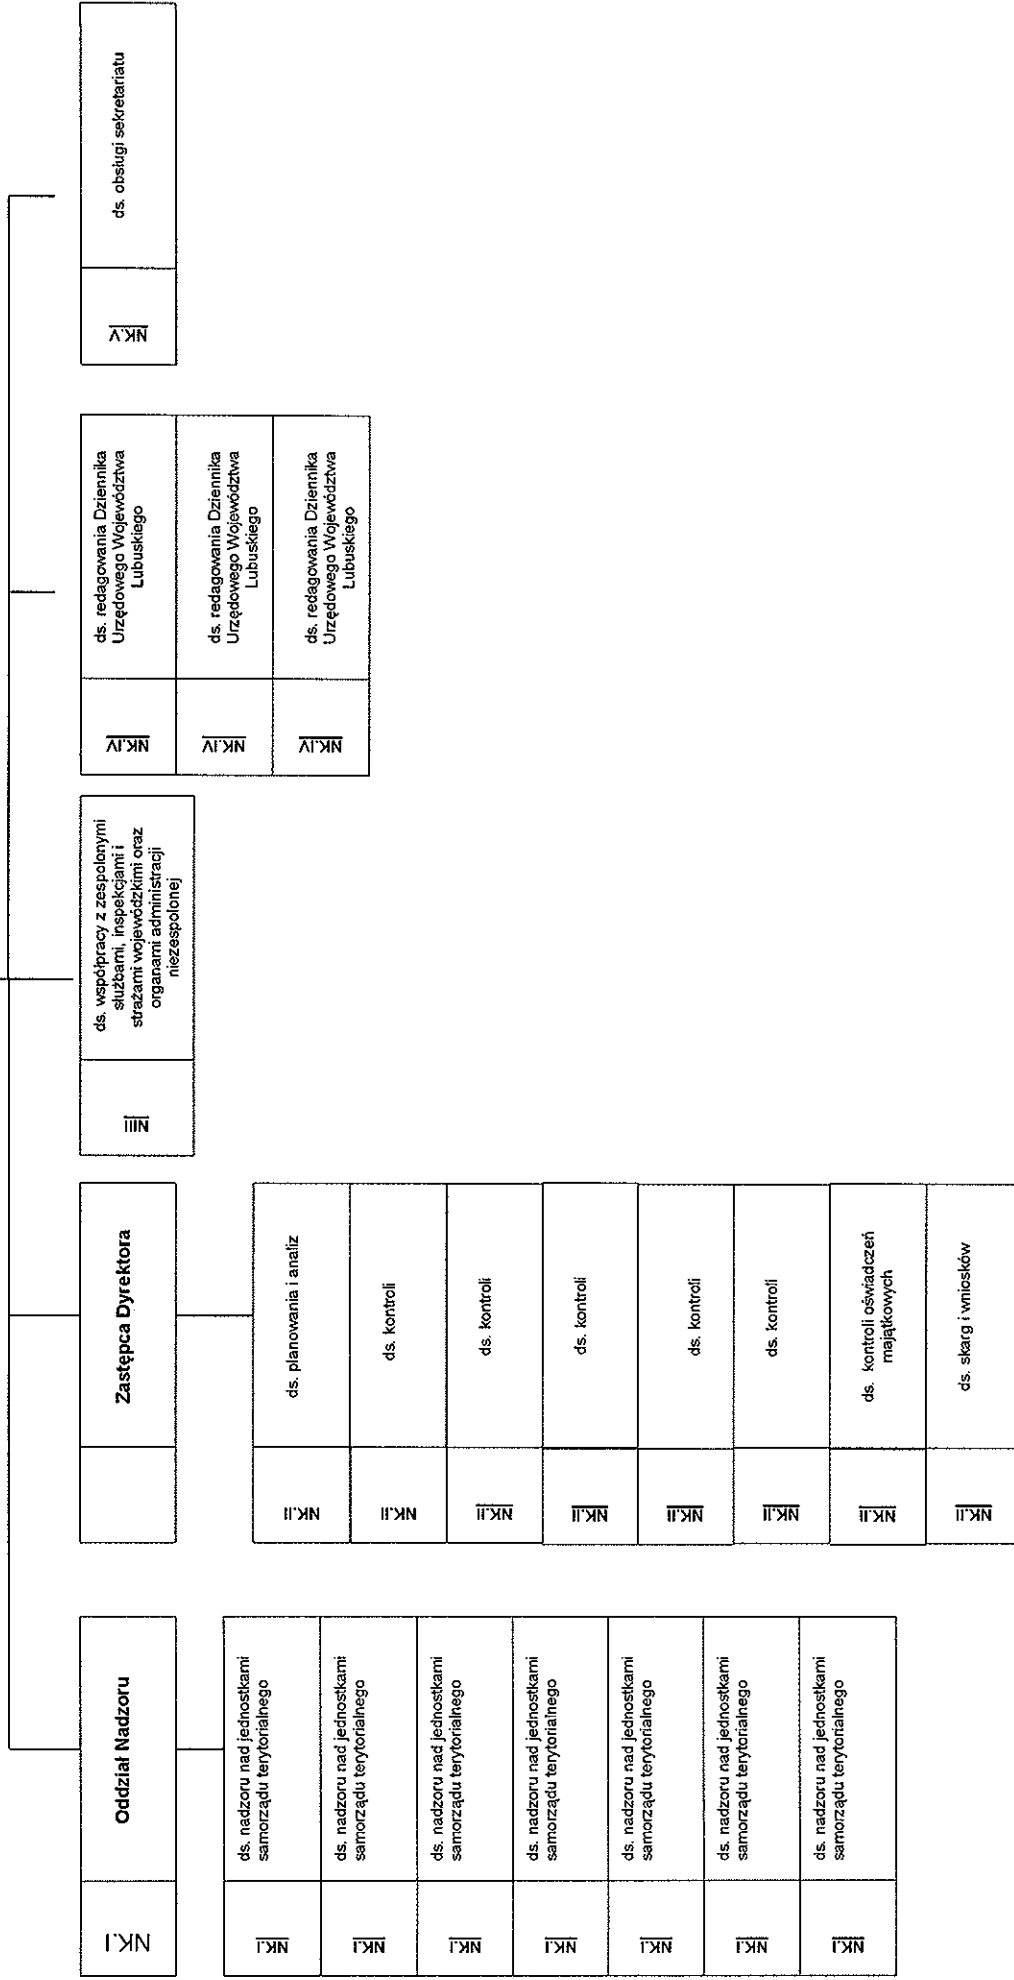 NK.I
Oddział Nadzoru
NK.I
ds. nadzoru nad jednostkami
samorządu terytorialnego
NK.I
ds. nadzoru nad jednostkami
samorządu terytorialnego
NK.I
ds. nadzoru nad jednostkami
samorządu terytorialnego
NK.I
ds. nadzoru nad jednostkami
samorządu terytorialnego
NK.I
ds. nadzoru nad jednostkami
samorządu terytorialnego
NK.I
ds. nadzoru nad jednostkami
samorządu terytorialnego
NK.I
ds. nadzoru nad jednostkami
samorządu terytorialnego
Zastępca Dyrektora
NK.II
ds. planowania i analiz
NK.II
ds. kontroli
NK.II
ds. kontroli
NK.II
ds. kontroli
NK.II
ds. kontroli
NK.II
ds. kontroli
NK.II
ds. kontroli oświadczeń
majątkowych
NK.II
ds. skarg i wniosków
NIII
ds. współpracy z zespolonymi
służbami, inspekcjami i
strażami wojewódzkimi oraz
organami administracji
niezespolonej
NK.IV
ds. redagowania Dziennika
Urzędowego Województwa
Lubuskiego
NK.IV
ds. redagowania Dziennika
Urzędowego Województwa
Lubuskiego
NK.IV
ds. redagowania Dziennika
Urzędowego Województwa
Lubuskiego
NK.V
ds. obsługi sekretariatu